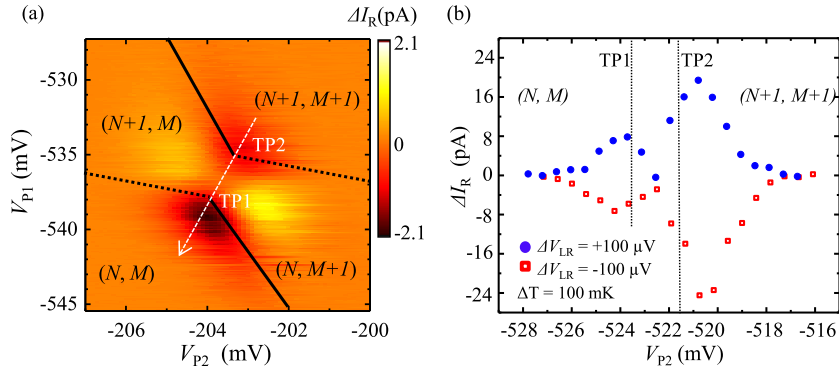 (a)
ΔI_R(pA)
2.1
0
-2.1
-530
-535
-540
-545
V_P1 (mV)
(N+1, M+1)
(N+1, M)
TP2
TP1
(N, M)
(N, M+1)
-206
-204
-202
-200
V_P2 (mV)
(b)
28
24
16
8
0
-8
-16
-24
ΔI_R (pA)
TP1
TP2
(N, M)
(N+1, M+1)
ΔV_LR = +100 μV
ΔV_LR = -100 μV
ΔT = 100 mK
-528
-526
-524
-522
-520
-518
-516
V_P2 (mV)